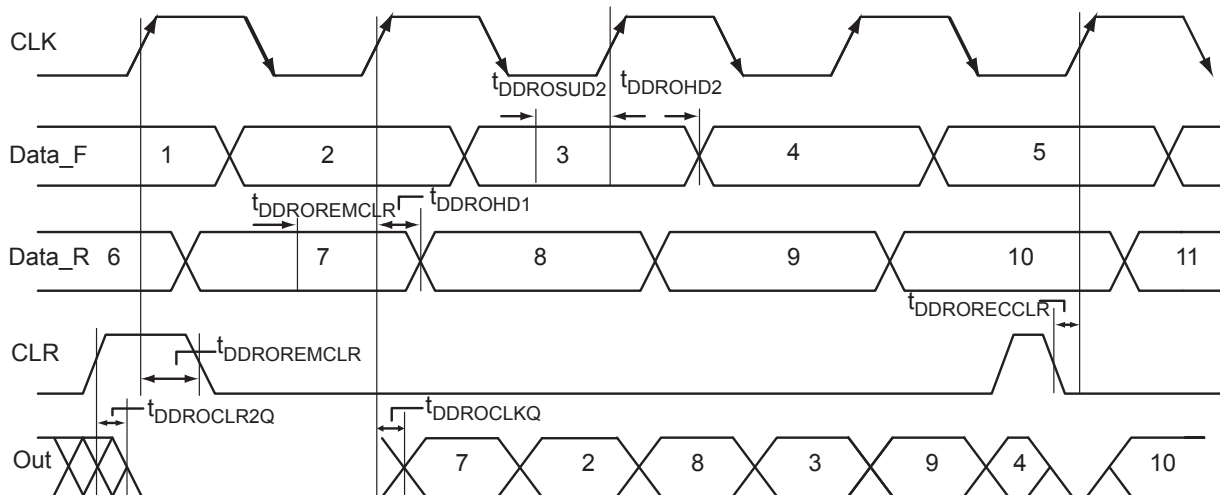 CLK
tDDROSUD2 tDDROHD2
Data_F 1 2 3 4 5
tDDROREMCLR tDDROHD1
Data_R 6 7 8 9 10 11
tDDRORECCLR
CLR tDDROREMCLR
tDDROCLR2Q tDDROCLKQ
Out 7 2 8 3 9 4 10